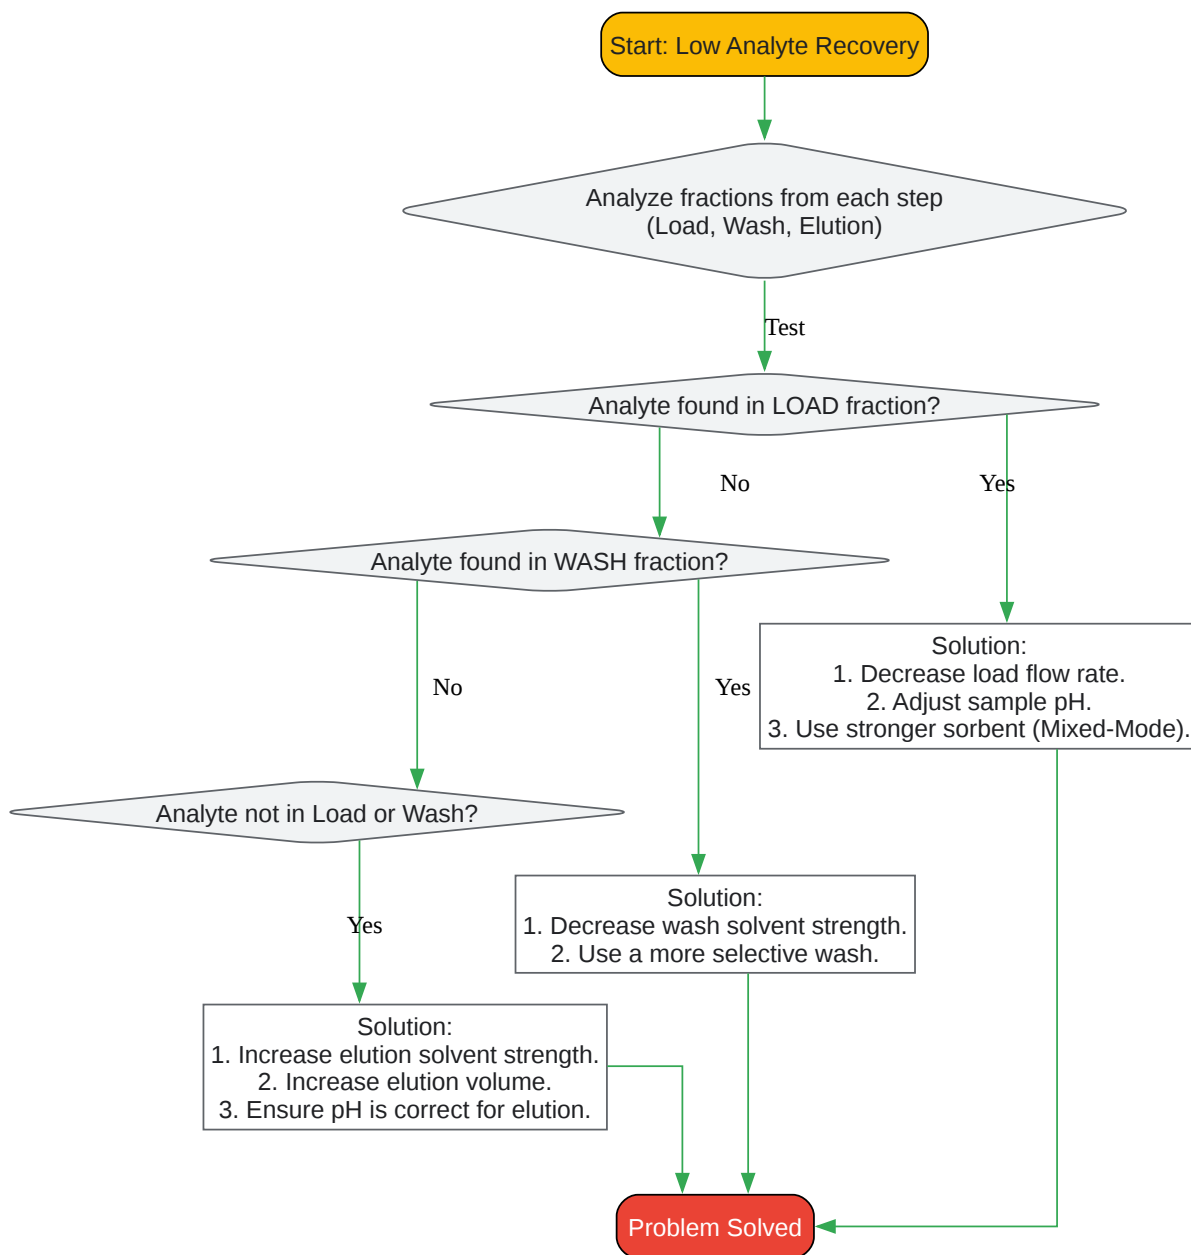 Start: Low Analyte Recovery
Analyze fractions from each step
(Load, Wash, Elution)
Test
Analyte found in LOAD fraction?
No
Yes
Analyte found in WASH fraction?
Solution:
1. Decrease load flow rate.
2. Adjust sample pH.
3. Use stronger sorbent (Mixed-Mode).
No
Yes
Analyte not in Load or Wash?
Solution:
1. Decrease wash solvent strength.
2. Use a more selective wash.
Yes
Solution:
1. Increase elution solvent strength.
2. Increase elution volume.
3. Ensure pH is correct for elution.
Problem Solved